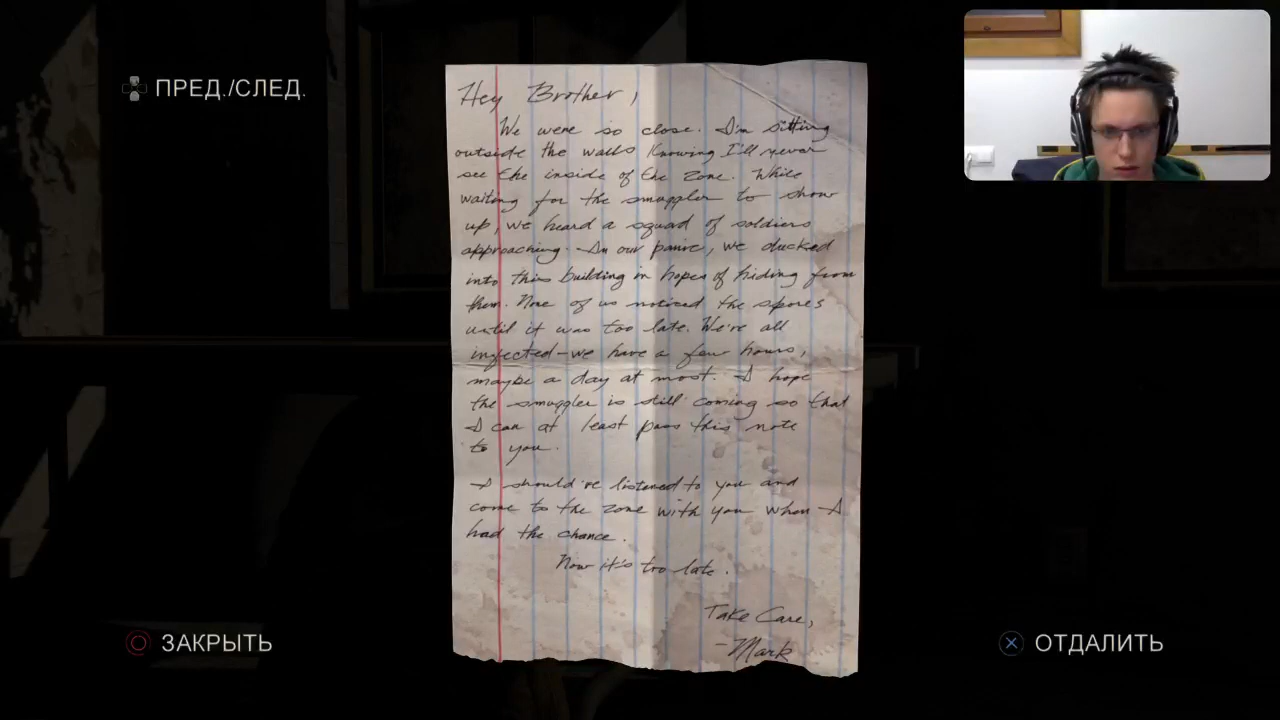 ПРЕД./СЛЕД.
Hey Brother,
We were so close. I'm sitting
outside the walls knowing I'll never
see the inside of the zone. While
waiting for the smuggler to show
up, we heard a squad of soldiers
approaching. In our panic, we ducked
into this building in hopes of hiding from
them. None of us noticed the spores
until it was too late. We're all
infected - we have a few hours,
maybe a day at most. I hope
the smuggler is still coming so that
I can at least pass this note
to you.
I should've listened to you and
come to the zone with you when I
had the chance.
Now it's too late.
Take Care,
-Mark
ЗАКРЫТЬ
ОТДАЛИТЬ